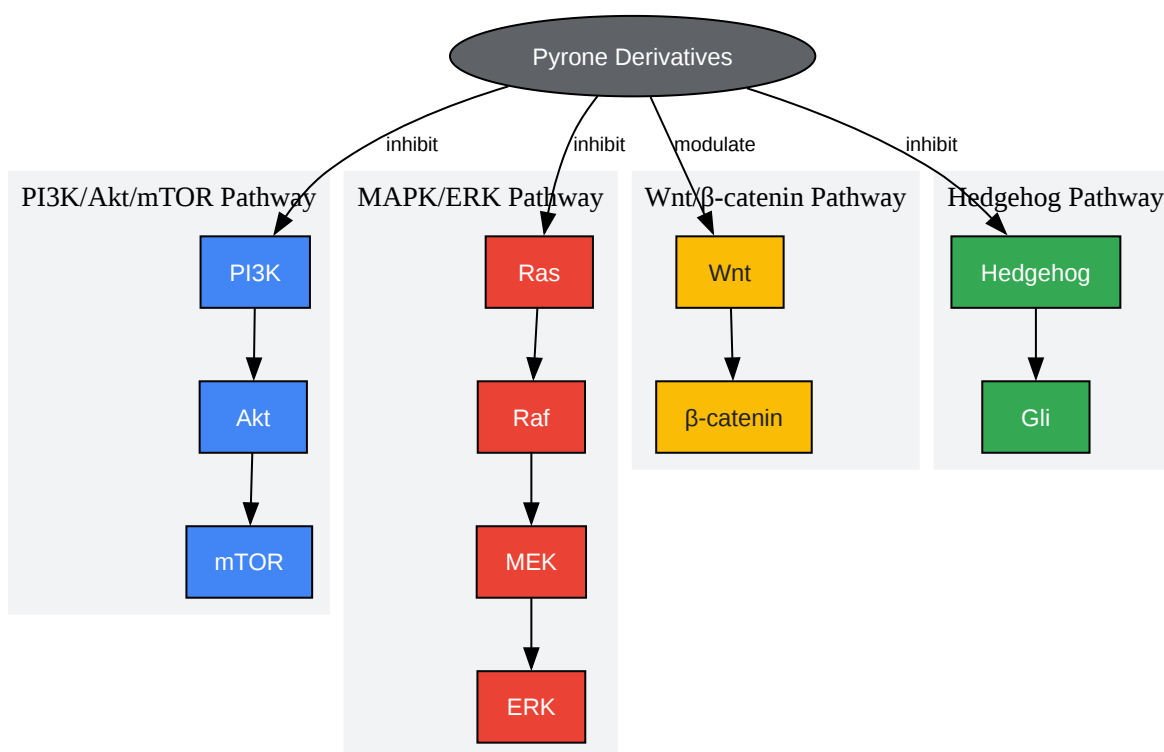 Pyrone Derivatives
inhibit
inhibit
modulate
inhibit
PI3K/Akt/mTOR Pathway
MAPK/ERK Pathway
Wnt/β-catenin Pathway
Hedgehog Pathway
PI3K
Ras
Wnt
Hedgehog
Akt
Raf
β-catenin
Gli
mTOR
MEK
ERK